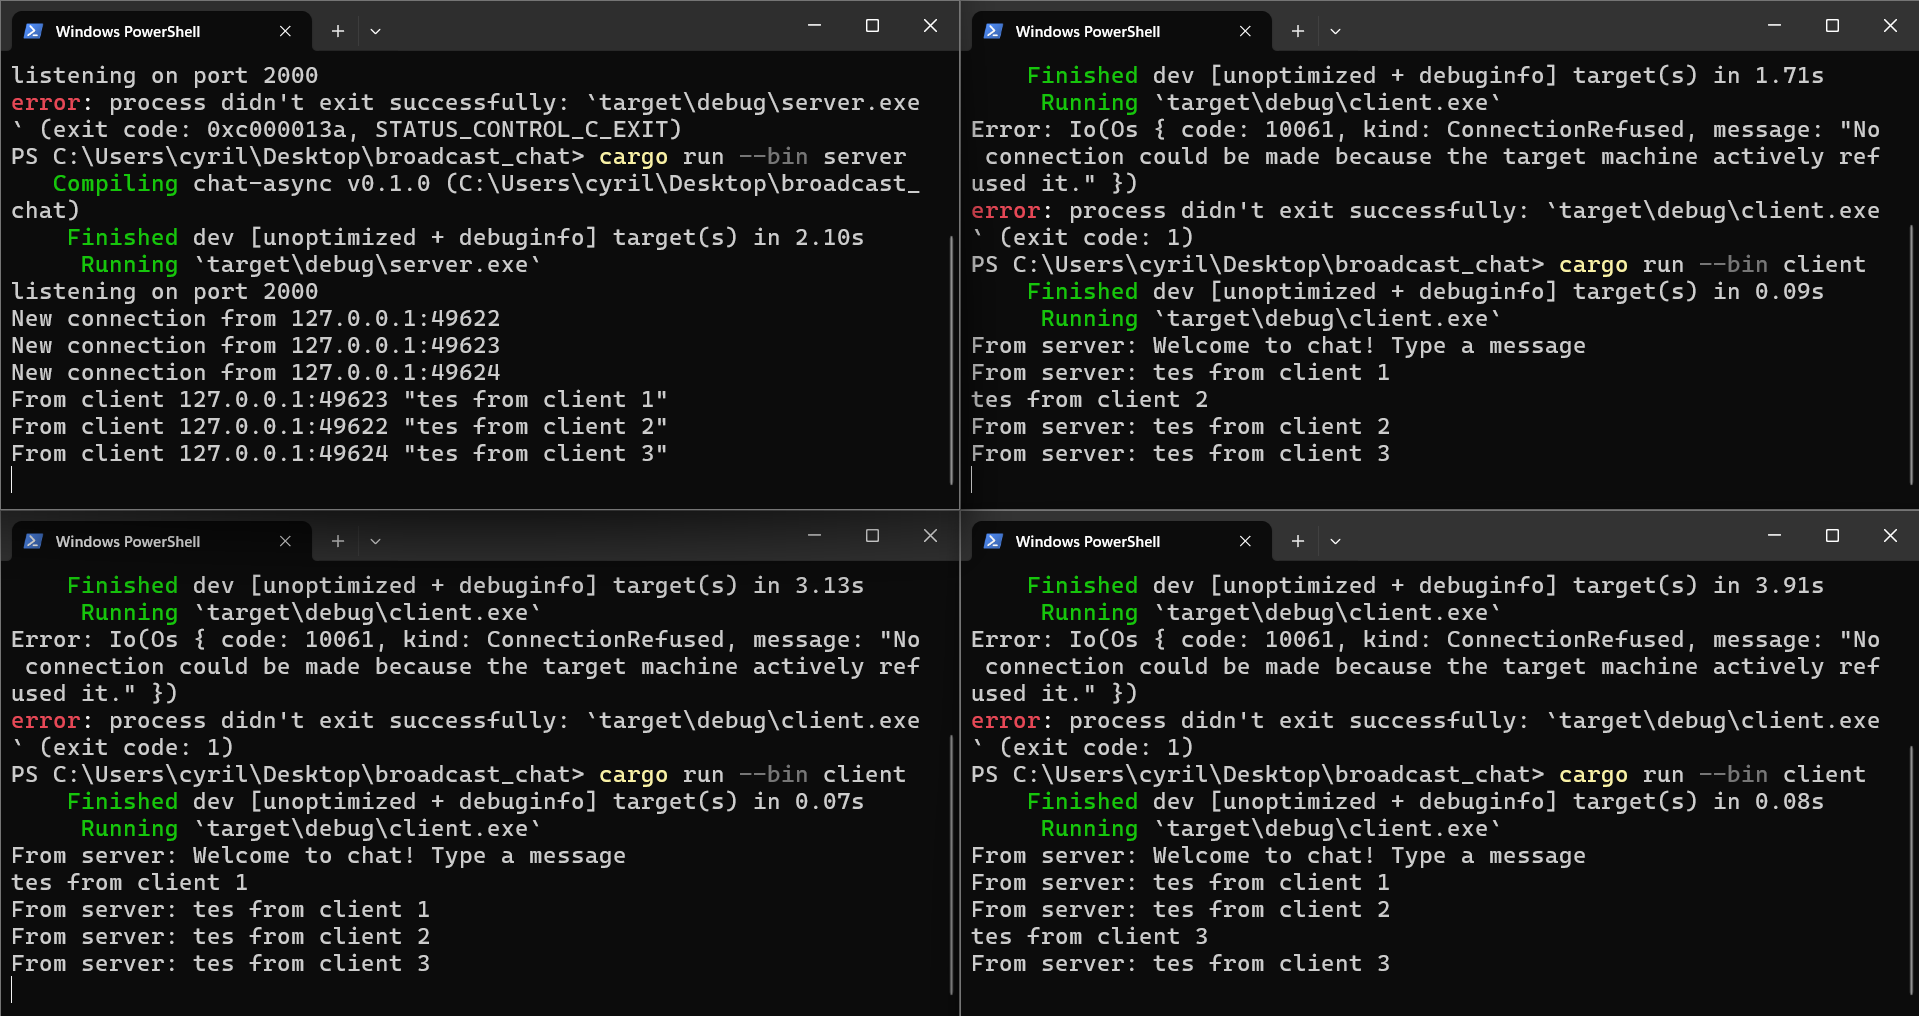 Windows PowerShell
listening on port 2000
error: process didn't exit successfully: `target\debug\server.exe
` (exit code: 0xc000013a, STATUS_CONTROL_C_EXIT)
PS C:\Users\cyril\Desktop\broadcast_chat> cargo run --bin server
   Compiling chat-async v0.1.0 (C:\Users\cyril\Desktop\broadcast_
chat)
    Finished dev [unoptimized + debuginfo] target(s) in 2.10s
     Running `target\debug\server.exe`
listening on port 2000
New connection from 127.0.0.1:49622
New connection from 127.0.0.1:49623
New connection from 127.0.0.1:49624
From client 127.0.0.1:49623 "tes from client 1"
From client 127.0.0.1:49622 "tes from client 2"
From client 127.0.0.1:49624 "tes from client 3"
Windows PowerShell
    Finished dev [unoptimized + debuginfo] target(s) in 1.71s
     Running `target\debug\client.exe`
Error: Io(Os { code: 10061, kind: ConnectionRefused, message: "No
 connection could be made because the target machine actively ref
used it." })
error: process didn't exit successfully: `target\debug\client.exe
` (exit code: 1)
PS C:\Users\cyril\Desktop\broadcast_chat> cargo run --bin client
    Finished dev [unoptimized + debuginfo] target(s) in 0.09s
     Running `target\debug\client.exe`
From server: Welcome to chat! Type a message
From server: tes from client 1
tes from client 2
From server: tes from client 2
From server: tes from client 3
Windows PowerShell
    Finished dev [unoptimized + debuginfo] target(s) in 3.13s
     Running `target\debug\client.exe`
Error: Io(Os { code: 10061, kind: ConnectionRefused, message: "No
 connection could be made because the target machine actively ref
used it." })
error: process didn't exit successfully: `target\debug\client.exe
` (exit code: 1)
PS C:\Users\cyril\Desktop\broadcast_chat> cargo run --bin client
    Finished dev [unoptimized + debuginfo] target(s) in 0.07s
     Running `target\debug\client.exe`
From server: Welcome to chat! Type a message
tes from client 1
From server: tes from client 1
From server: tes from client 2
From server: tes from client 3
Windows PowerShell
    Finished dev [unoptimized + debuginfo] target(s) in 3.91s
     Running `target\debug\client.exe`
Error: Io(Os { code: 10061, kind: ConnectionRefused, message: "No
 connection could be made because the target machine actively ref
used it." })
error: process didn't exit successfully: `target\debug\client.exe
` (exit code: 1)
PS C:\Users\cyril\Desktop\broadcast_chat> cargo run --bin client
    Finished dev [unoptimized + debuginfo] target(s) in 0.08s
     Running `target\debug\client.exe`
From server: Welcome to chat! Type a message
From server: tes from client 1
From server: tes from client 2
tes from client 3
From server: tes from client 3